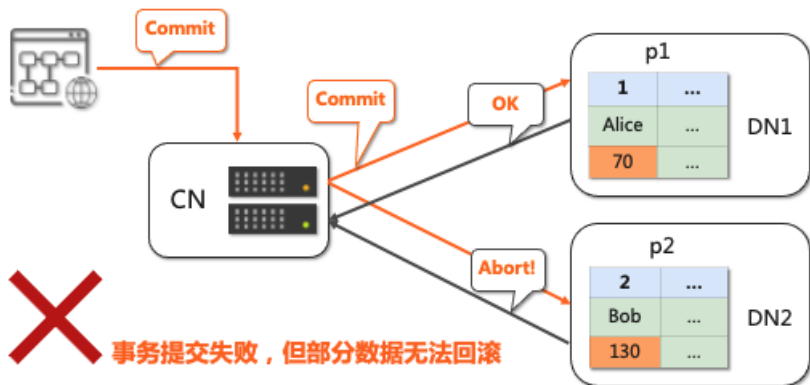 Commit
Commit
OK
Abort!
CN
p1
1 ...
Alice ...
70 ...
DN1
p2
2 ...
Bob ...
130 ...
DN2
事务提交失败，但部分数据无法回滚